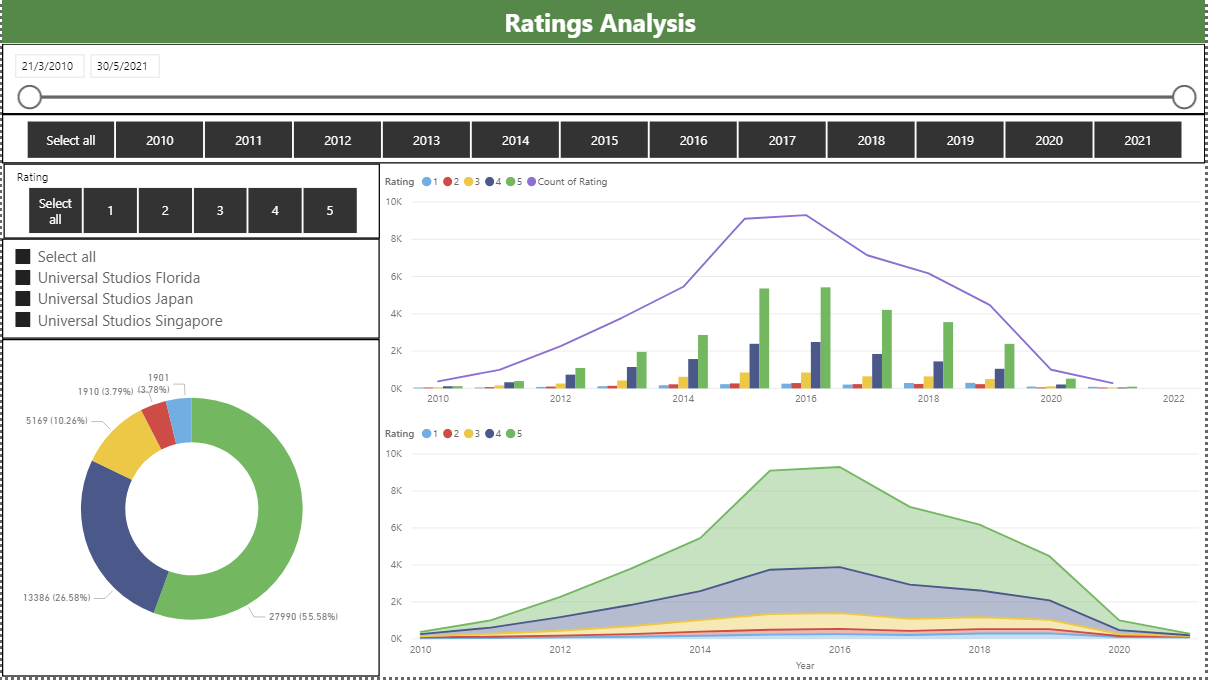 Ratings Analysis
21/3/2010 30/5/2021
Select all 2010 2011 2012 2013 2014 2015 2016 2017 2018 2019 2020 2021
Rating
Select all 1 2 3 4 5
Select all
Universal Studios Florida
Universal Studios Japan
Universal Studios Singapore
1901
(3.78%)
1910 (3.79%)
5169 (10.26%)
13386 (26.58%)
27990 (55.58%)
Rating 1 2 3 4 5 Count of Rating
10K
8K
6K
4K
2K
0K
2010 2012 2014 2016 2018 2020 2022
Rating 1 2 3 4 5
10K
8K
6K
4K
2K
0K
2010 2012 2014 2016 2018 2020
Year